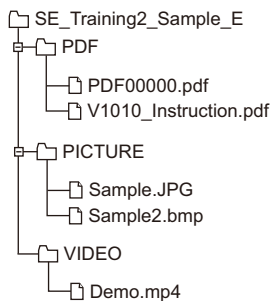 SE_Training2_Sample_E
PDF
PDF00000.pdf
V1010_Instruction.pdf
PICTURE
Sample.JPG
Sample2.bmp
VIDEO
Demo.mp4